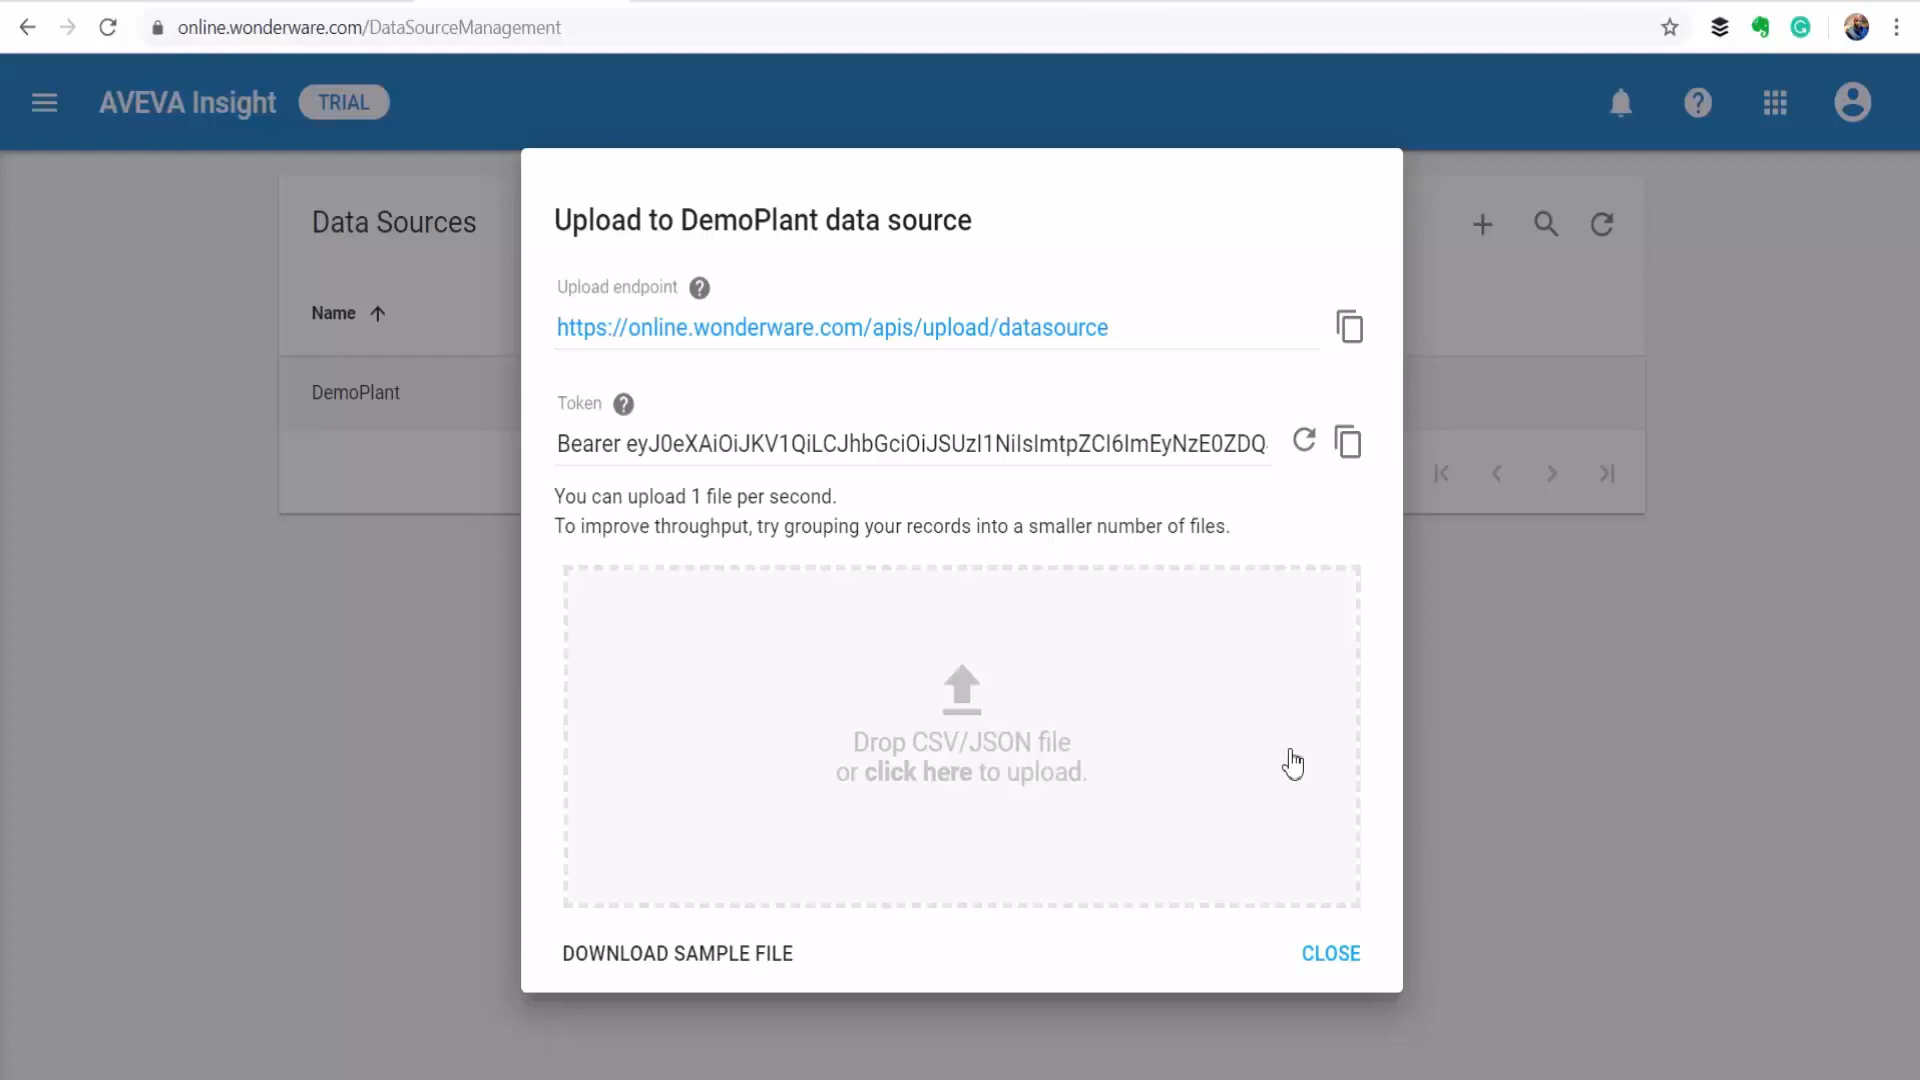 online.wonderware.com/DataSourceManagement
AVEVA Insight TRIAL
Data Sources
Name
DemoPlant
Upload to DemoPlant data source
Upload endpoint
https://online.wonderware.com/apis/upload/datasource
Token
Bearer eyJ0eXAiOiJKV1QiLCJhbGciOiJSUzI1NiIsImtpZCI6ImEyNzE0ZDQ
You can upload 1 file per second.
To improve throughput, try grouping your records into a smaller number of files.
Drop CSV/JSON file
or click here to upload.
DOWNLOAD SAMPLE FILE
CLOSE